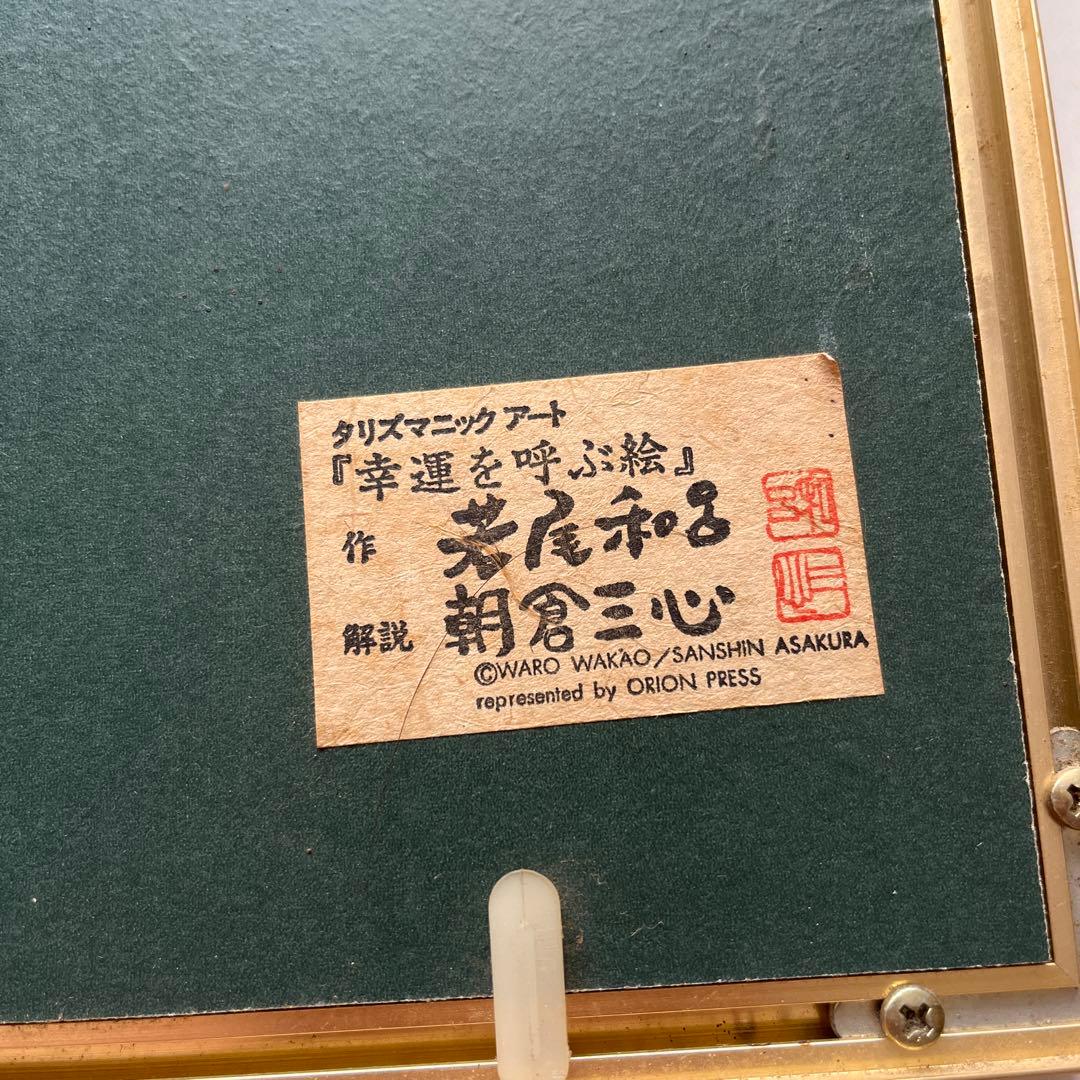 タリズマニック アート
『幸運を呼ぶ絵』
作 若尾和呂
解説 朝倉三心
©WARO WAKAO/SANSHIN ASAKURA
represented by ORION PRESS